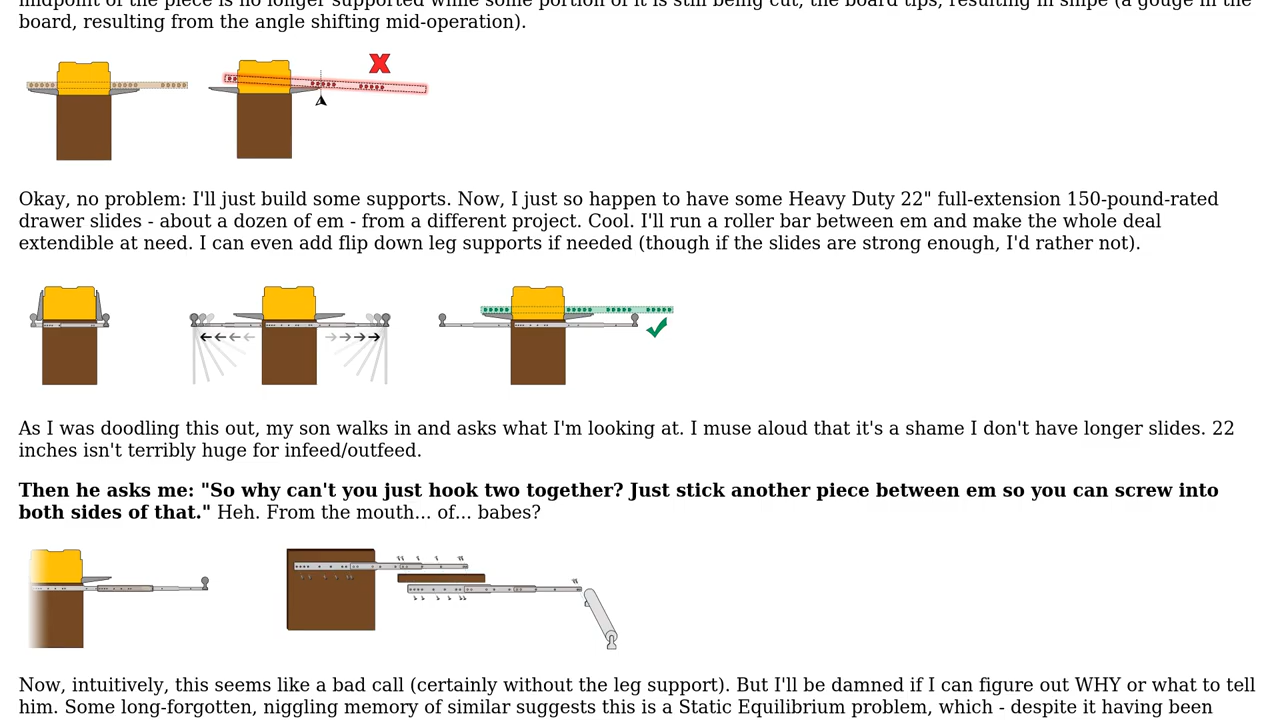 midpoint of the piece is no longer supported while some portion of it is still being cut, the board tips, resulting in snipe (a gouge in the
board, resulting from the angle shifting mid-operation).
Okay, no problem: I'll just build some supports. Now, I just so happen to have some Heavy Duty 22" full-extension 150-pound-rated
drawer slides - about a dozen of em - from a different project. Cool. I'll run a roller bar between em and make the whole deal
extendible at need. I can even add flip down leg supports if needed (though if the slides are strong enough, I'd rather not).
As I was doodling this out, my son walks in and asks what I'm looking at. I muse aloud that it's a shame I don't have longer slides. 22
inches isn't terribly huge for infeed/outfeed.
Then he asks me: "So why can't you just hook two together? Just stick another piece between em so you can screw into
both sides of that." Heh. From the mouth... of... babes?
Now, intuitively, this seems like a bad call (certainly without the leg support). But I'll be damned if I can figure out WHY or what to tell
him. Some long-forgotten, niggling memory of similar suggests this is a Static Equilibrium problem, which - despite it having been